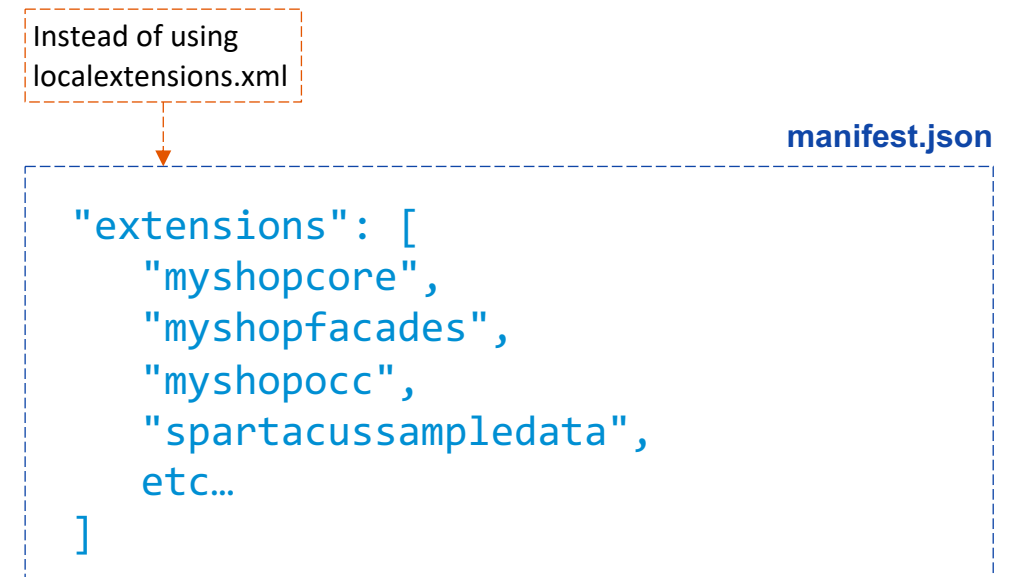 Instead of using
localextensions.xml
manifest.json
"extensions": [
"myshopcore",
"myshopfacades",
"myshopocc",
"spartacussampledata",
etc…
]